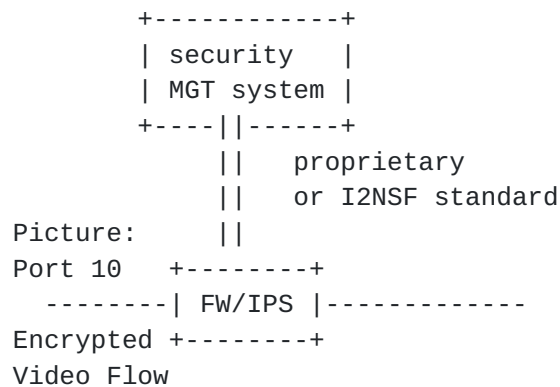 +------------+
| security   |
| MGT system |
+----||------+
||   proprietary
||   or I2NSF standard
Picture:     ||
Port 10   +--------+
--------| FW/IPS |-------------
Encrypted +--------+
Video Flow